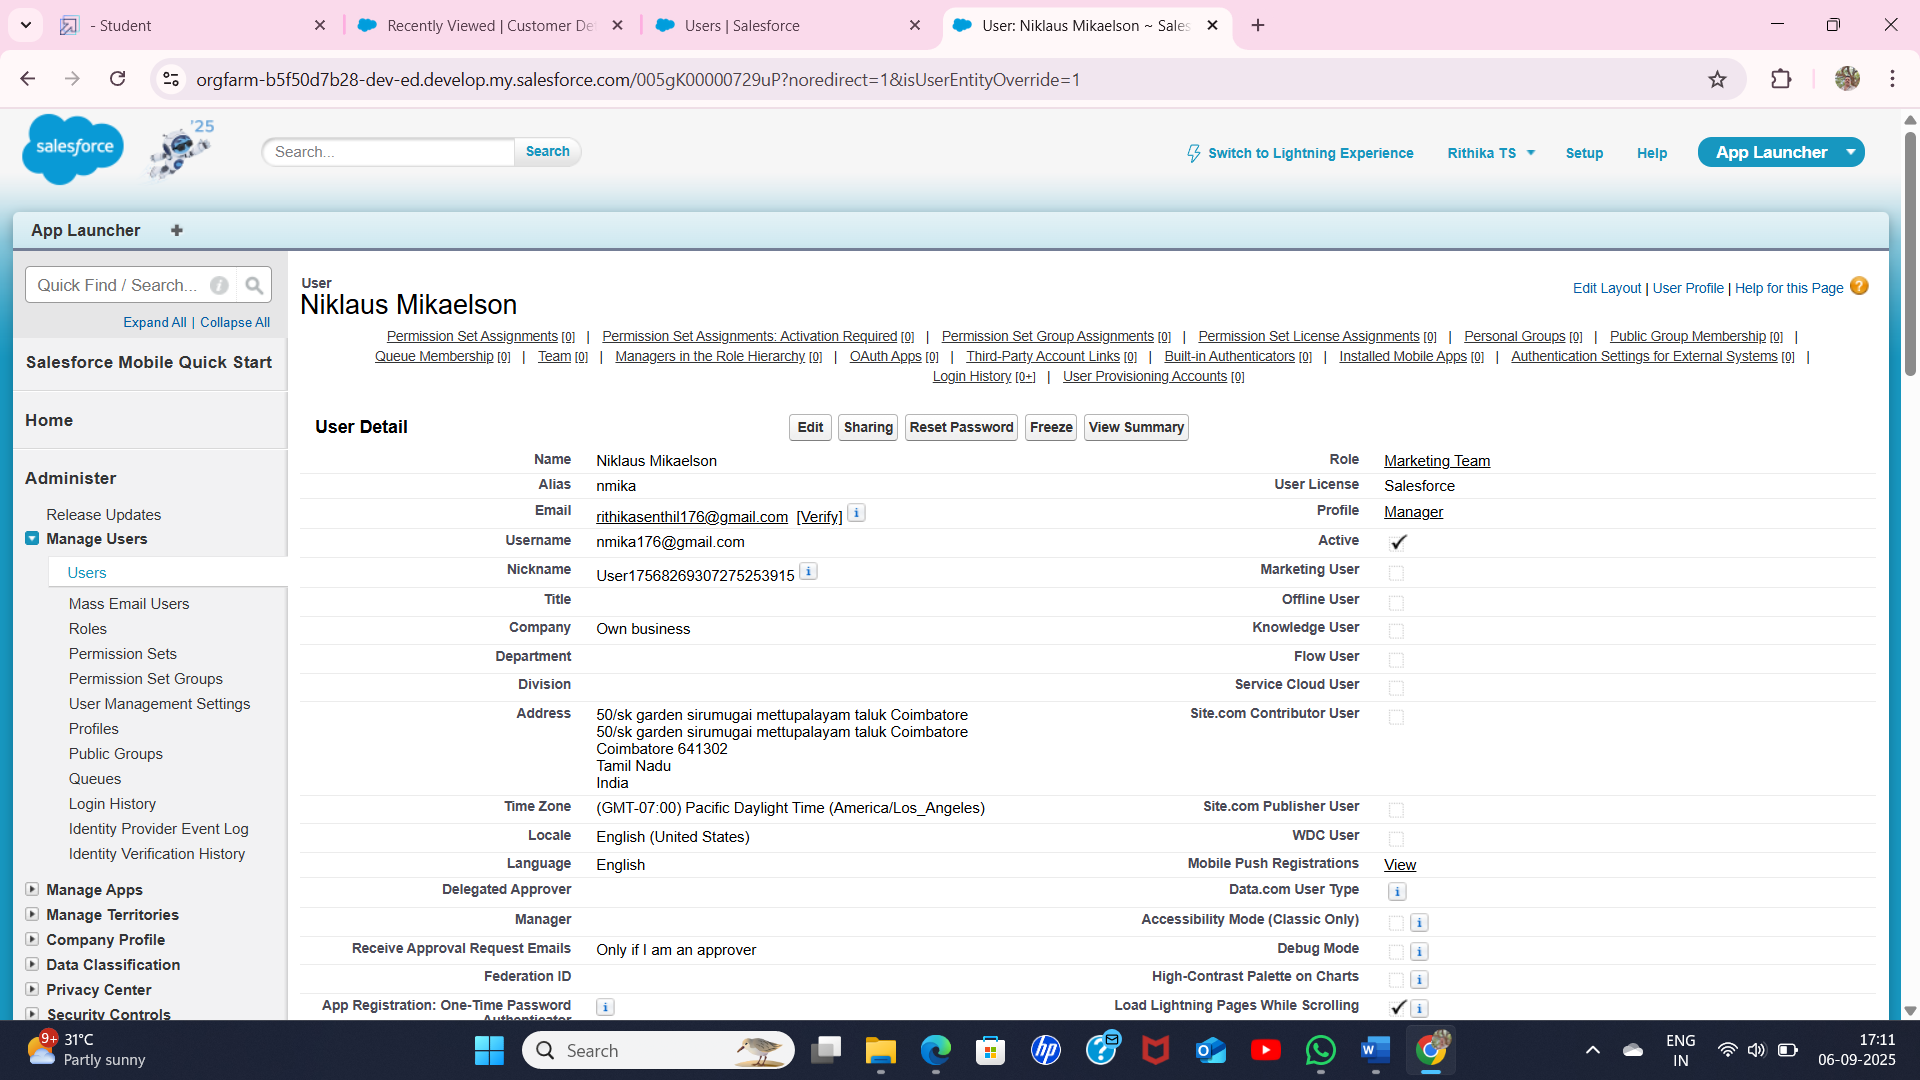 - Student
Recently Viewed | Customer De
Users | Salesforce
User: Niklaus Mikaelson ~ Sales
orgfarm-b5f50d7b28-dev-ed.develop.my.salesforce.com/005gK00000729uP?noredirect=1&isUserEntityOverride=1
salesforce
'25
Search...
Search
Switch to Lightning Experience
Rithika TS
Setup
Help
App Launcher
App Launcher
Quick Find / Search...
Expand All | Collapse All
Salesforce Mobile Quick Start
Home
Administer
Release Updates
Manage Users
Users
Mass Email Users
Roles
Permission Sets
Permission Set Groups
User Management Settings
Profiles
Public Groups
Queues
Login History
Identity Provider Event Log
Identity Verification History
Manage Apps
Manage Territories
Company Profile
Data Classification
Privacy Center
Security Controls
User
Niklaus Mikaelson
Edit Layout | User Profile | Help for this Page
Permission Set Assignments [0] | Permission Set Assignments: Activation Required [0] | Permission Set Group Assignments [0] | Permission Set License Assignments [0] | Personal Groups [0] | Public Group Membership [0] |
Queue Membership [0] | Team [0] | Managers in the Role Hierarchy [0] | OAuth Apps [0] | Third-Party Account Links [0] | Built-in Authenticators [0] | Installed Mobile Apps [0] | Authentication Settings for External Systems [0] |
Login History [0+] | User Provisioning Accounts [0]
User Detail
Edit Sharing Reset Password Freeze View Summary
Name Niklaus Mikaelson Role Marketing Team
Alias nmika User License Salesforce
Email rithikasenthil176@gmail.com [Verify] Profile Manager
Username nmika176@gmail.com Active
Nickname User17568269307275253915 Marketing User
Title Offline User
Company Own business Knowledge User
Department Flow User
Division Service Cloud User
Address 50/sk garden sirumugai mettupalayam taluk Coimbatore Site.com Contributor User
50/sk garden sirumugai mettupalayam taluk Coimbatore
Coimbatore 641302
Tamil Nadu
India
Time Zone (GMT-07:00) Pacific Daylight Time (America/Los_Angeles) Site.com Publisher User
Locale English (United States) WDC User
Language English Mobile Push Registrations View
Delegated Approver Data.com User Type
Manager Accessibility Mode (Classic Only)
Receive Approval Request Emails Only if I am an approver Debug Mode
Federation ID High-Contrast Palette on Charts
App Registration: One-Time Password Load Lightning Pages While Scrolling
Authenticator
9+
31°C
Partly sunny
Search
ENG
IN
17:11
06-09-2025